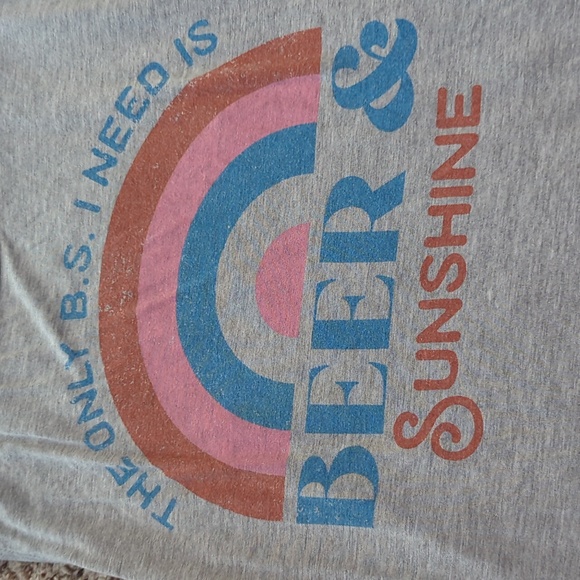 THE ONLY B.S. I NEED IS
BEER &
SUNSHINE